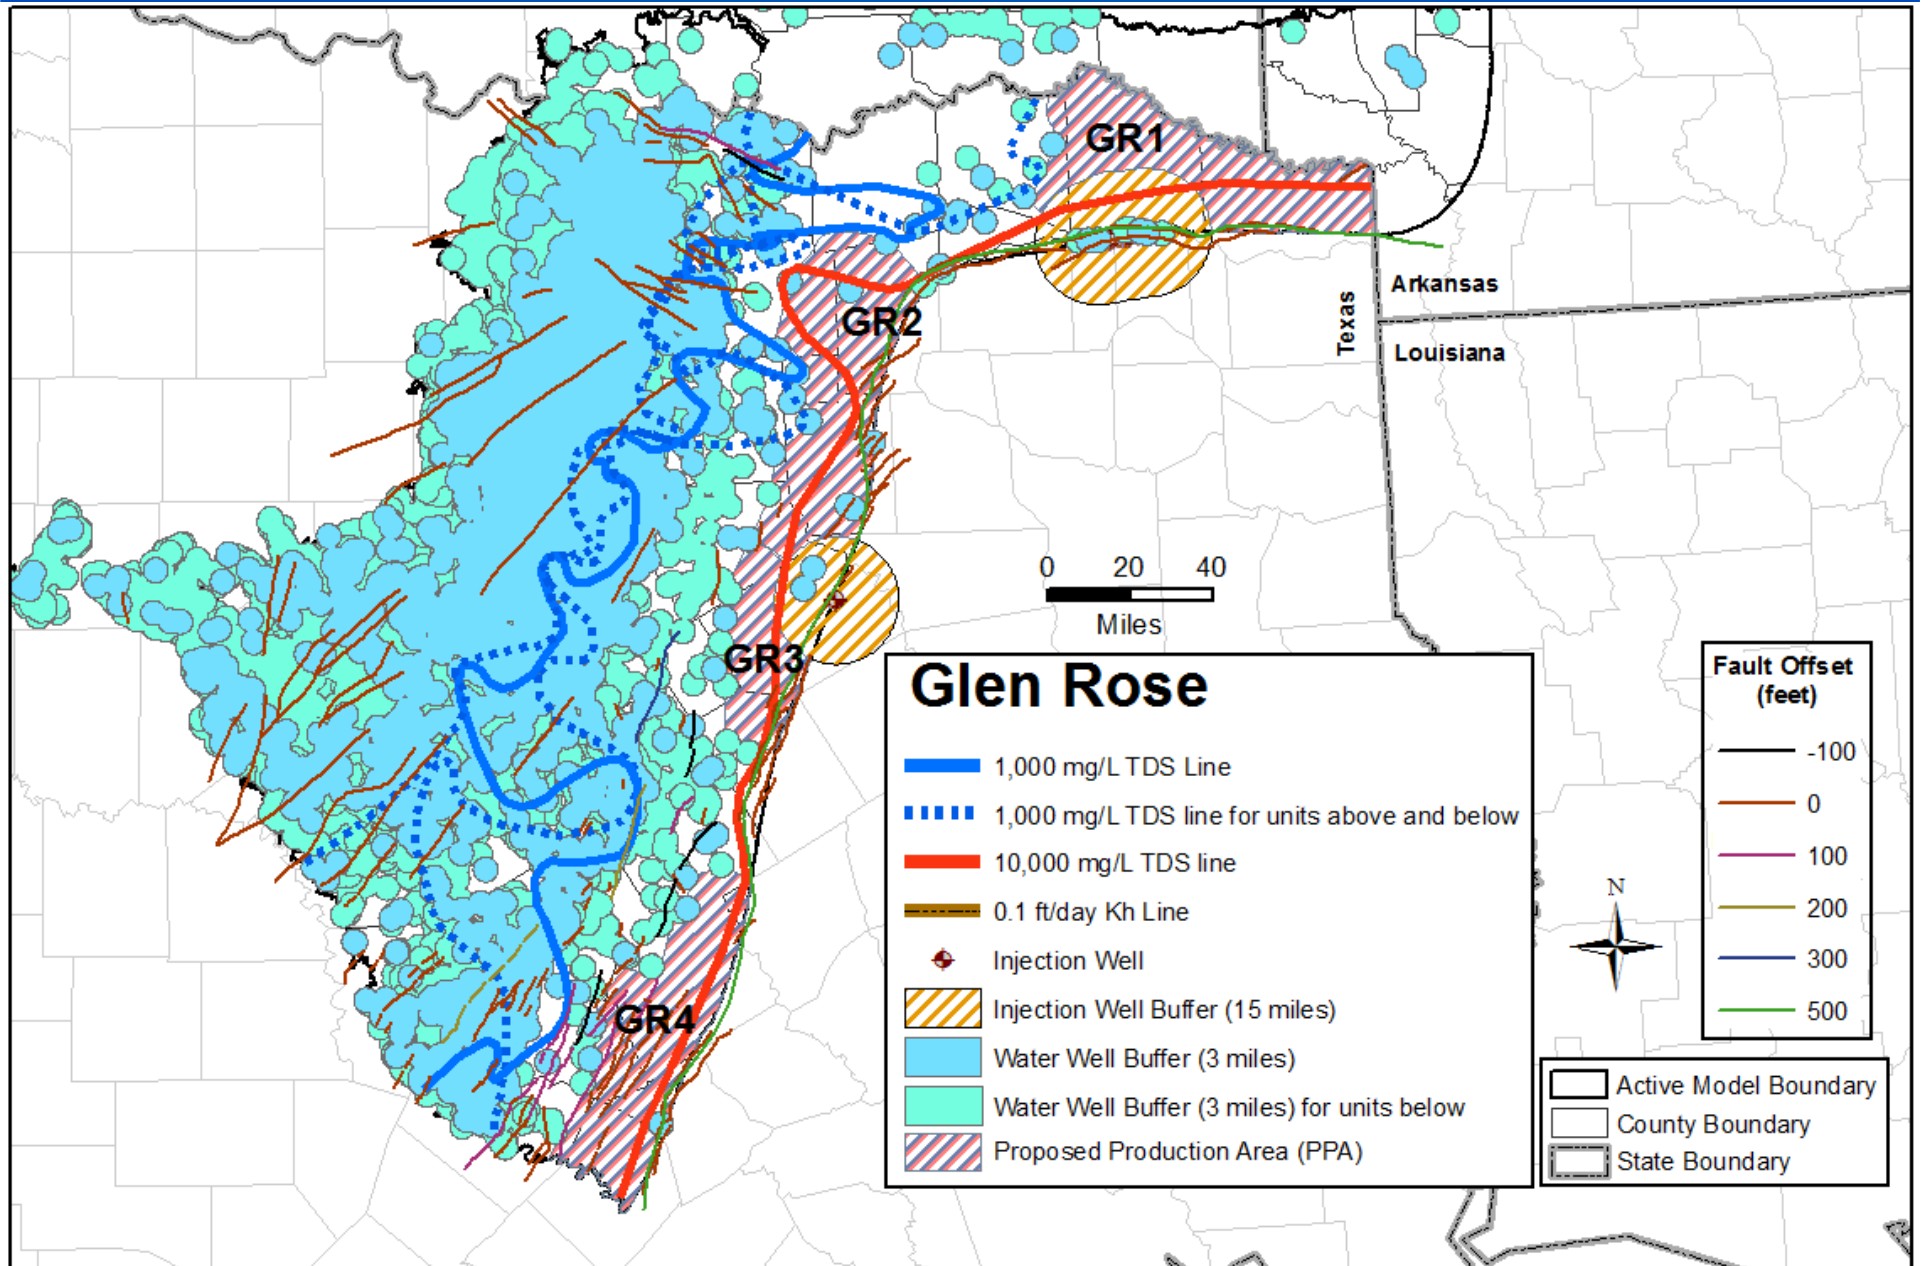 GR1
GR2
GR3
GR4
Texas
Arkansas
Louisiana
0 20 40
Miles
Glen Rose
1,000 mg/L TDS Line
1,000 mg/L TDS line for units above and below
10,000 mg/L TDS line
0.1 ft/day Kh Line
Injection Well
Injection Well Buffer (15 miles)
Water Well Buffer (3 miles)
Water Well Buffer (3 miles) for units below
Proposed Production Area (PPA)
Fault Offset
(feet)
-100
0
100
200
300
500
N
Active Model Boundary
County Boundary
State Boundary